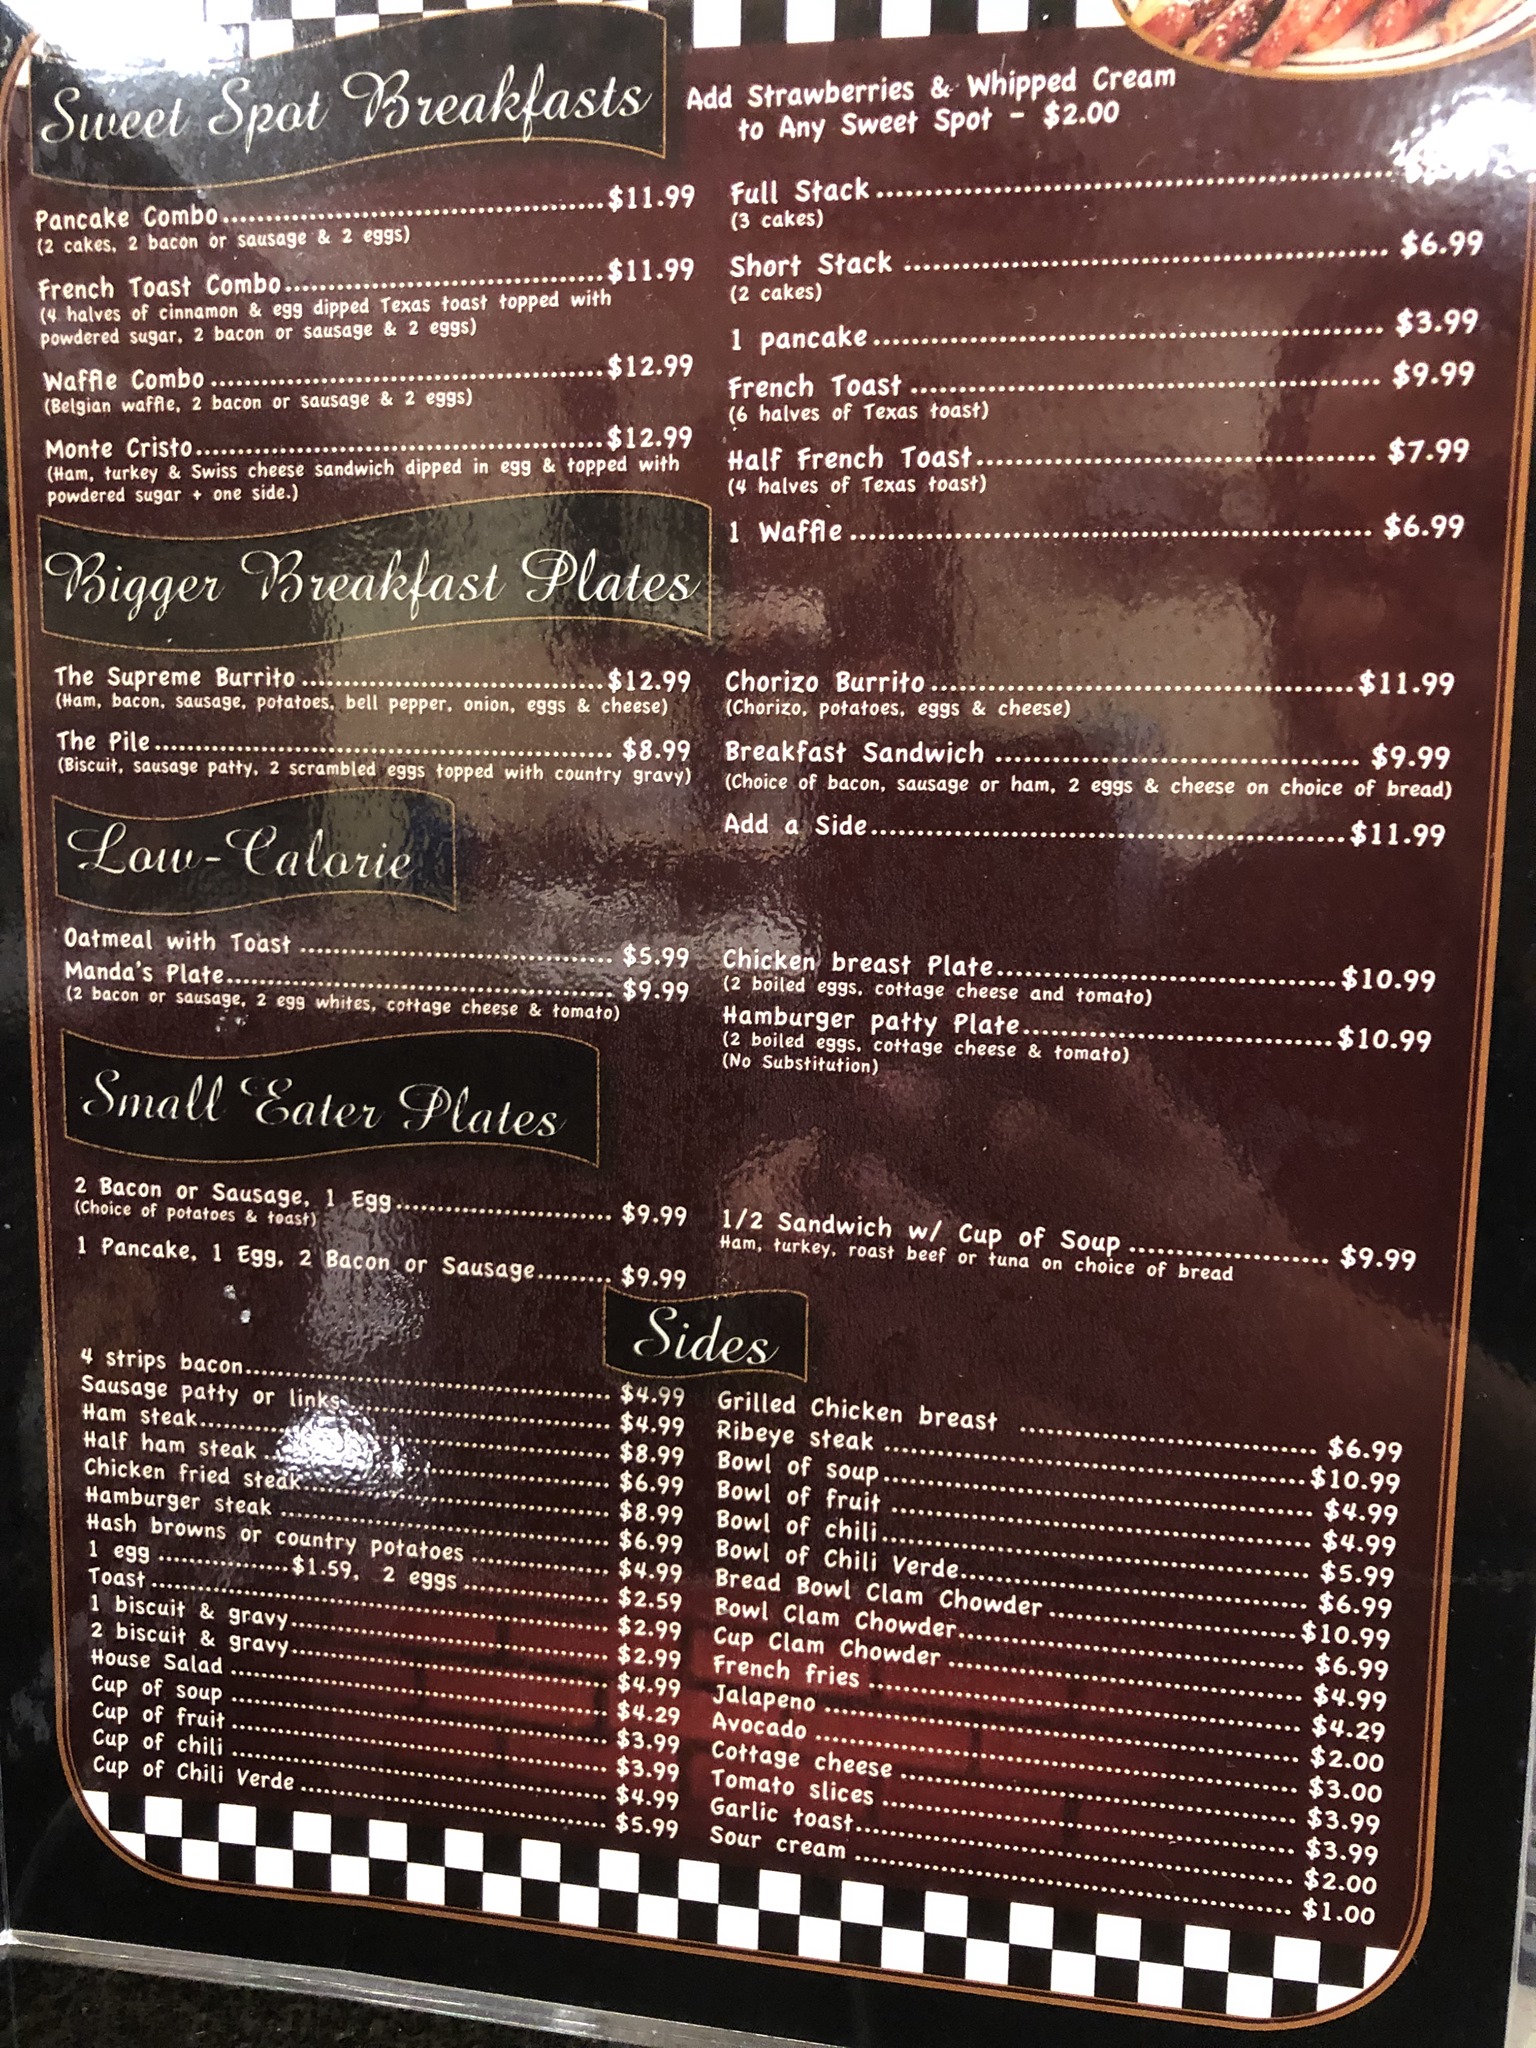 Sweet Spot Breakfasts
Add Strawberries & Whipped Cream
to Any Sweet Spot - $2.00
Pancake Combo....................$11.99
(2 cakes, 2 bacon or sausage & 2 eggs)
French Toast Combo....................$11.99
(4 halves of cinnamon & egg dipped Texas toast topped with
powdered sugar, 2 bacon or sausage & 2 eggs)
Waffle Combo....................$12.99
(Belgian waffle, 2 bacon or sausage & 2 eggs)
Monte Cristo....................$12.99
(Ham, turkey & Swiss cheese sandwich dipped in egg & topped with
powdered sugar + one side.)
Full Stack....................
(3 cakes)
Short Stack....................$6.99
(2 cakes)
1 pancake....................$3.99
French Toast....................$9.99
(6 halves of Texas toast)
Half French Toast....................$7.99
(4 halves of Texas toast)
1 Waffle....................$6.99
Bigger Breakfast Plates
The Supreme Burrito....................$12.99
(Ham, bacon, sausage, potatoes, bell pepper, onion, eggs & cheese)
The Pile....................$8.99
(Biscuit, sausage patty, 2 scrambled eggs topped with country gravy)
Chorizo Burrito....................$11.99
(Chorizo, potatoes, eggs & cheese)
Breakfast Sandwich....................$9.99
(Choice of bacon, sausage or ham, 2 eggs & cheese on choice of bread)
Add a Side....................$11.99
Low-Calorie
Oatmeal with Toast....................$5.99
Manda's Plate....................$9.99
(2 bacon or sausage, 2 egg whites, cottage cheese & tomato)
Chicken breast Plate....................$10.99
(2 boiled eggs, cottage cheese and tomato)
Hamburger patty Plate....................$10.99
(2 boiled eggs, cottage cheese & tomato)
(No Substitution)
Small Eater Plates
2 Bacon or Sausage, 1 Egg....................$9.99
(Choice of potatoes & toast)
1 Pancake, 1 Egg, 2 Bacon or Sausage.........$9.99
1/2 Sandwich w/ Cup of Soup....................$9.99
Ham, turkey, roast beef or tuna on choice of bread
Sides
4 strips bacon....................$4.99
Sausage patty or links....................$4.99
Ham steak....................$8.99
Half ham steak....................$6.99
Chicken fried steak....................$8.99
Hamburger steak....................$6.99
Hash browns or country potatoes....................$4.99
1 egg................$1.59, 2 eggs....................$2.59
Toast....................$2.99
1 biscuit & gravy....................$2.99
2 biscuit & gravy....................$4.99
House Salad....................$4.29
Cup of soup....................$3.99
Cup of fruit....................$3.99
Cup of chili....................$4.99
Cup of Chili Verde....................$5.99
Grilled Chicken breast....................$6.99
Ribeye steak....................$10.99
Bowl of soup....................$4.99
Bowl of fruit....................$4.99
Bowl of chili....................$5.99
Bowl of Chili Verde....................$6.99
Bread Bowl Clam Chowder....................$10.99
Bowl Clam Chowder....................$6.99
Cup Clam Chowder....................$4.99
French fries....................$4.29
Jalapeno....................$2.00
Avocado....................$3.00
Cottage cheese....................$3.99
Tomato slices....................$3.99
Garlic toast....................$2.00
Sour cream....................$1.00